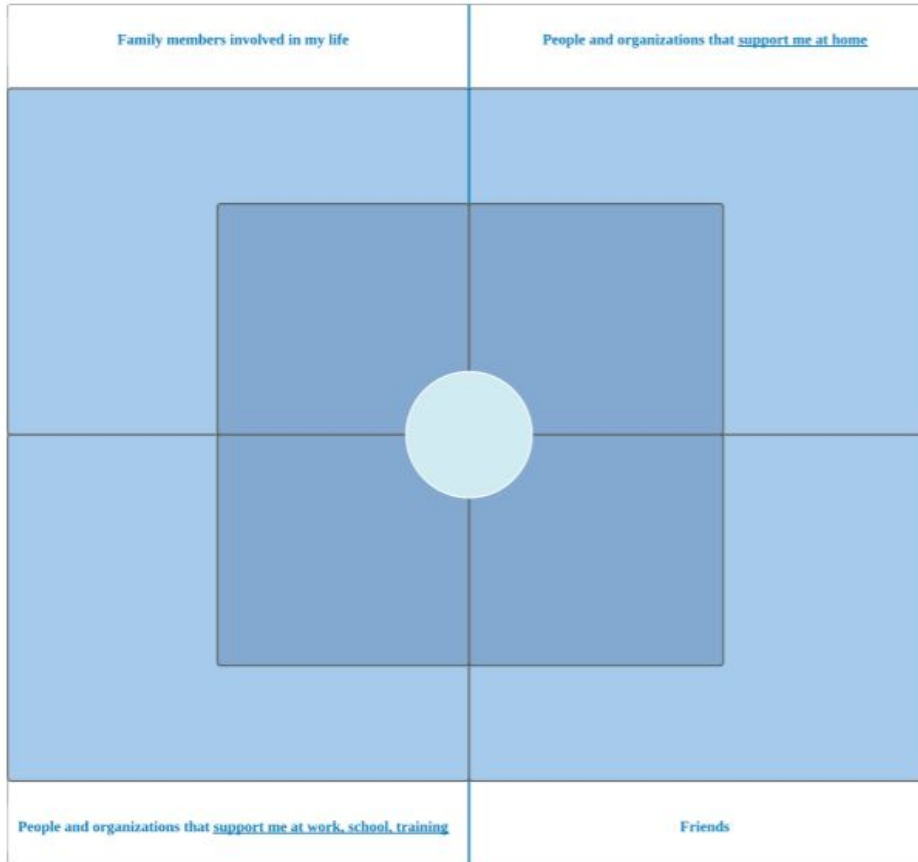 Family members involved in my life
People and organizations that support me at home
People and organizations that support me at work, school, training
Friends